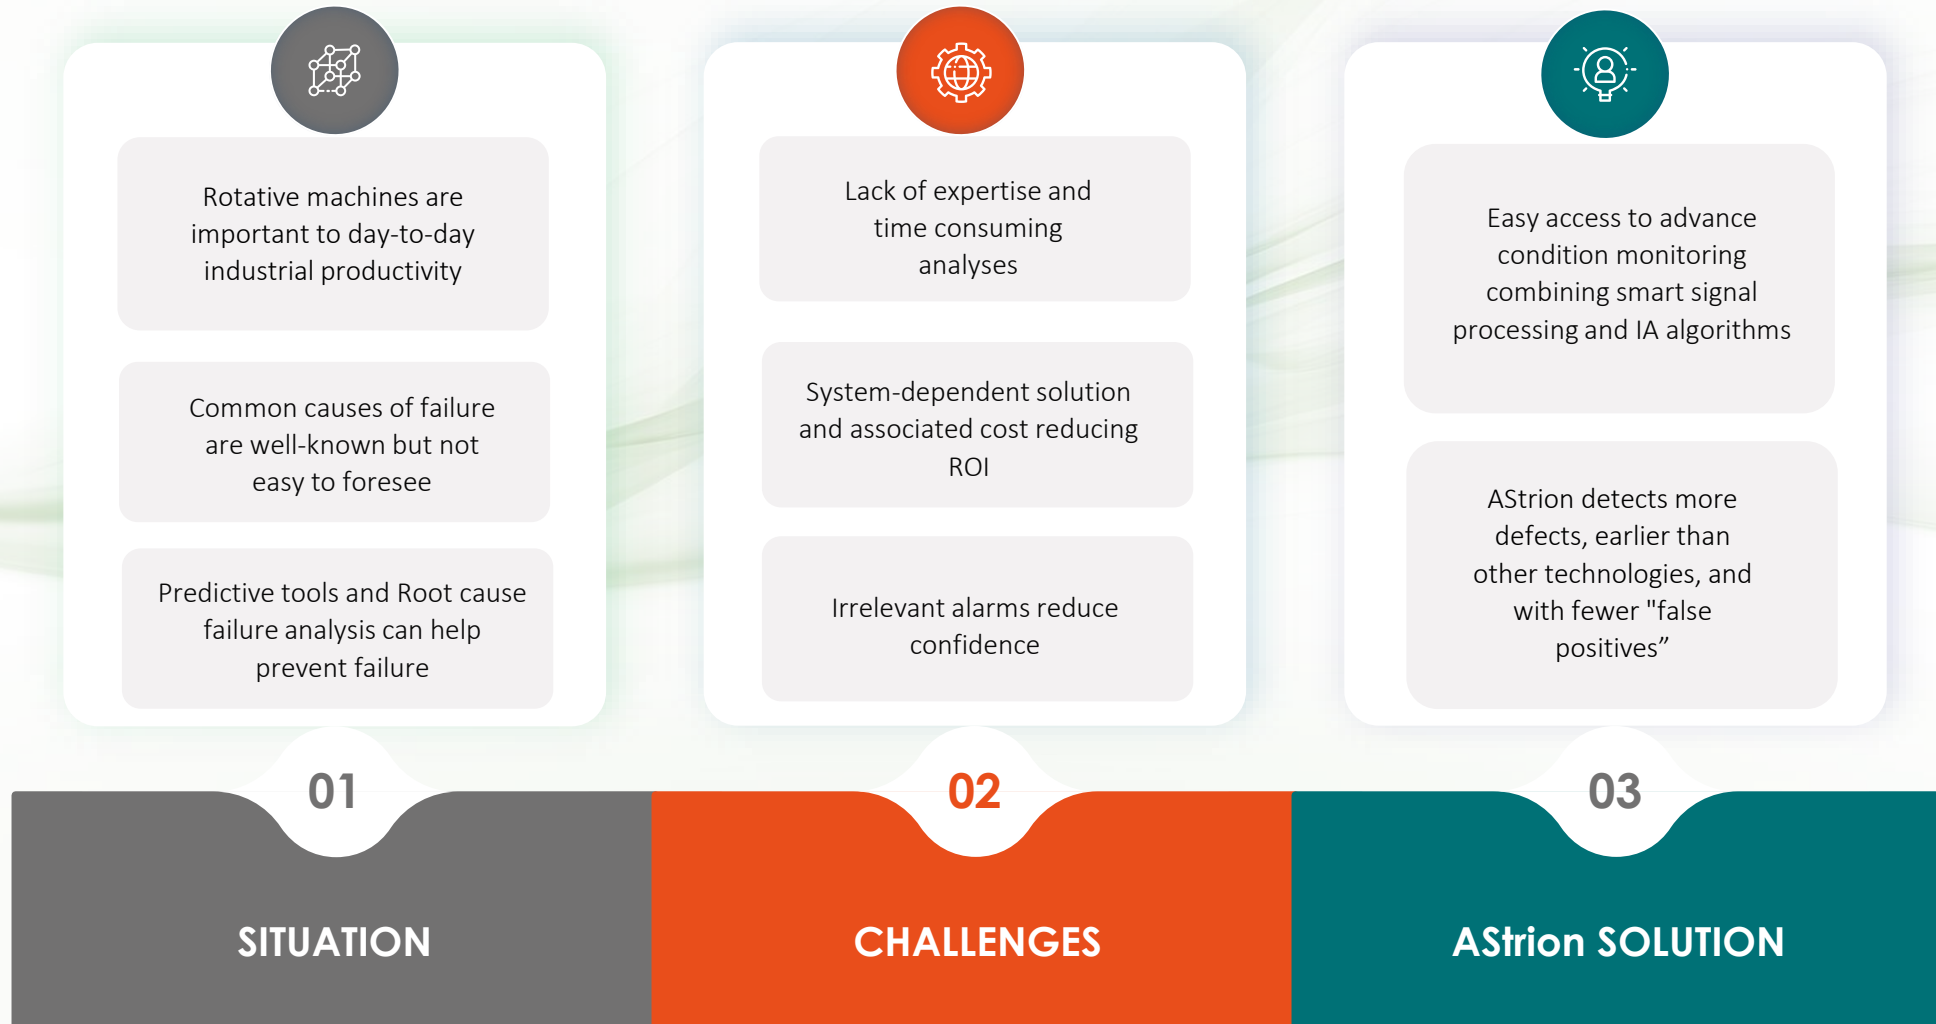 Rotative machines are
important to day-to-day
industrial productivity
Common causes of failure
are well-known but not
easy to foresee
Predictive tools and Root cause
failure analysis can help
prevent failure
01
SITUATION
Lack of expertise and
time consuming
analyses
System-dependent solution
and associated cost reducing
ROI
Irrelevant alarms reduce
confidence
02
CHALLENGES
Easy access to advance
condition monitoring
combining smart signal
processing and IA algorithms
AStrion detects more
defects, earlier than
other technologies, and
with fewer "false
positives”
03
AStrion SOLUTION